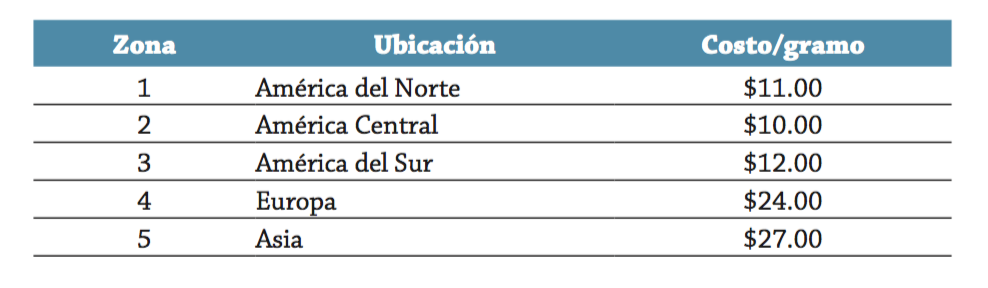 Zona Ubicación Costo/gramo
1 América del Norte $11.00
2 América Central $10.00
3 América del Sur $12.00
4 Europa $24.00
5 Asia $27.00